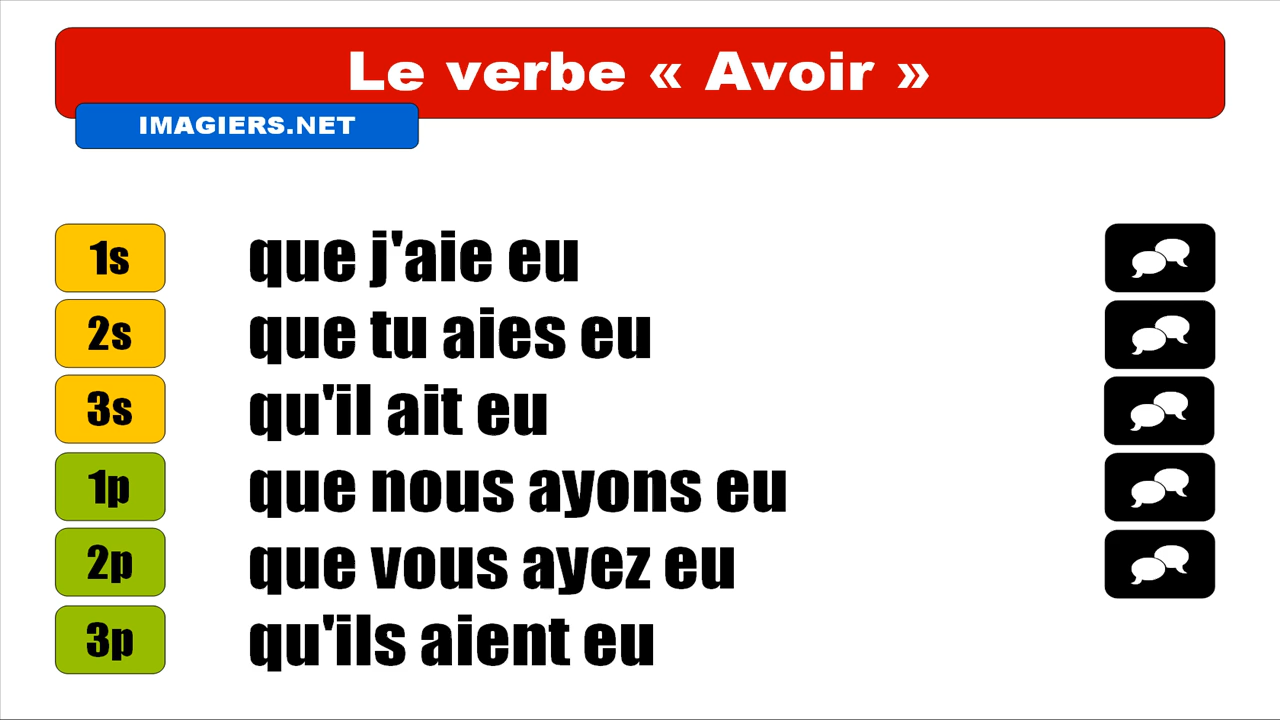 Le verbe « Avoir »
IMAGIERS.NET
1s que j'aie eu
2s que tu aies eu
3s qu'il ait eu
1p que nous ayons eu
2p que vous ayez eu
3p qu'ils aient eu